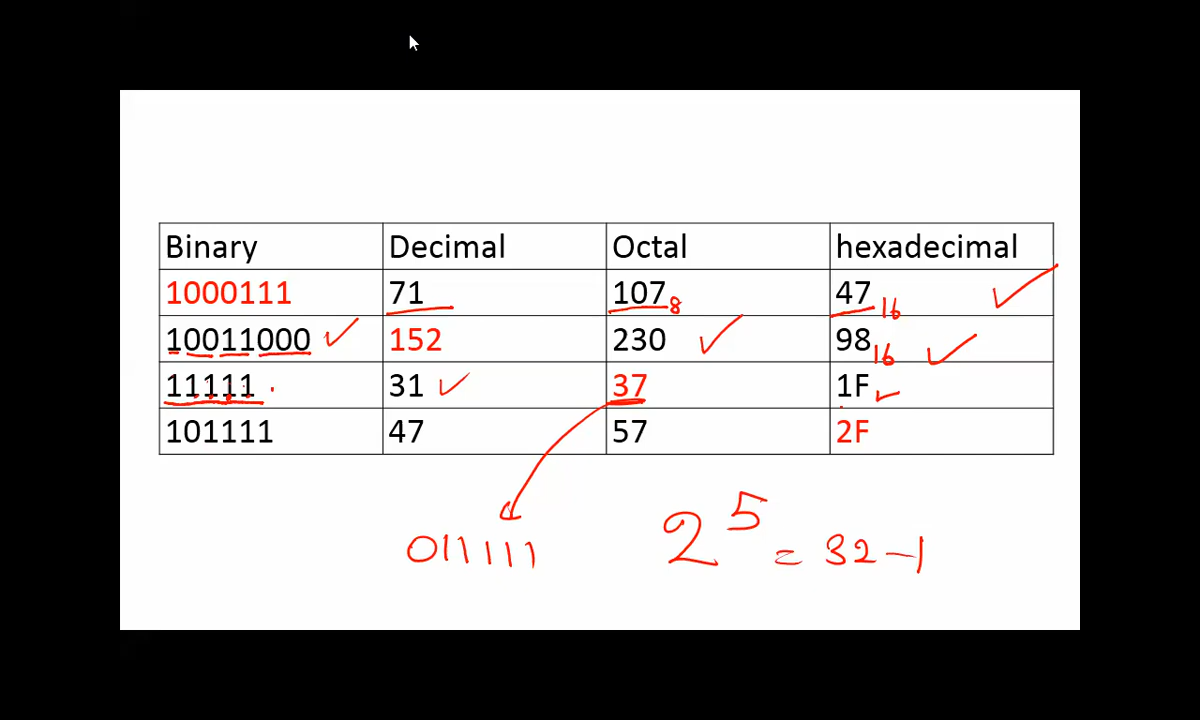 Binary Decimal Octal hexadecimal
1000111 71 107 8 47 16
10011000 152 230 98 16
11111 31 37 1F
101111 47 57 2F
011111 2^5 = 32-1